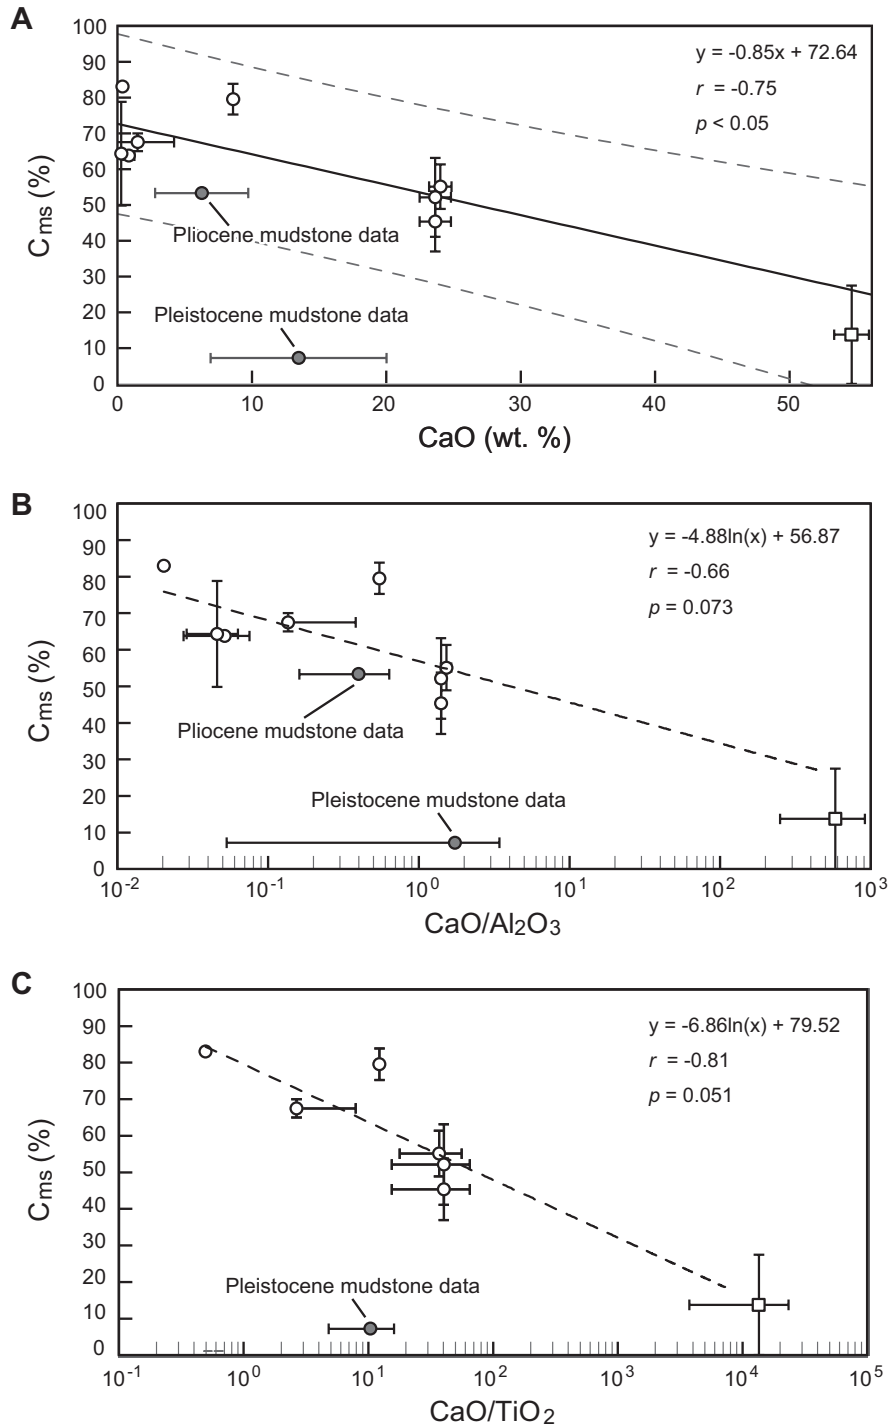 A
100
90
80
70
60
50
40
30
20
10
0
Cms (%)
y = -0.85x + 72.64
r = -0.75
p < 0.05
Pliocene mudstone data
Pleistocene mudstone data
0 10 20 30 40 50
CaO (wt. %)
B
100
90
80
70
60
50
40
30
20
10
0
Cms (%)
y = -4.88ln(x) + 56.87
r = -0.66
p = 0.073
Pliocene mudstone data
Pleistocene mudstone data
10-2 10-1 100 101 102 103
CaO/Al2O3
C
100
90
80
70
60
50
40
30
20
10
0
Cms (%)
y = -6.86ln(x) + 79.52
r = -0.81
p = 0.051
Pleistocene mudstone data
10-1 100 101 102 103 104 105
CaO/TiO2